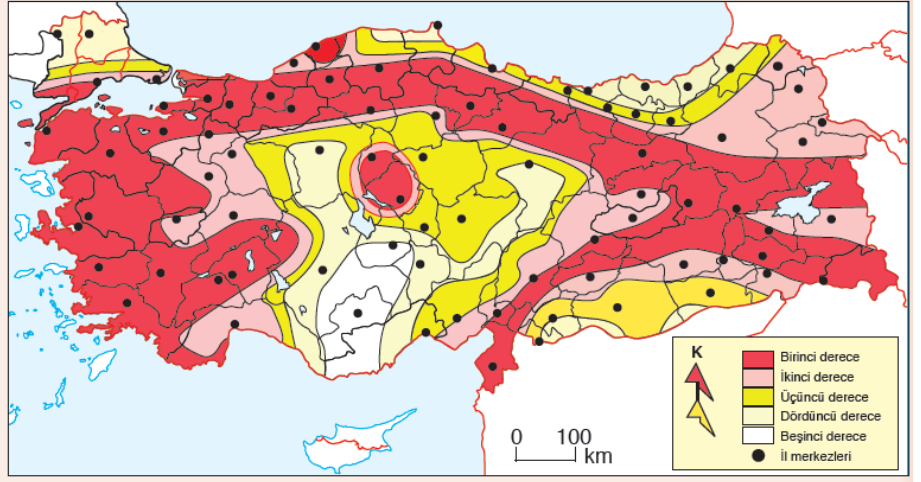 K
Birinci derece
İkinci derece
Üçüncü derece
Dördüncü derece
Beşinci derece
İl merkezleri
0 100
km